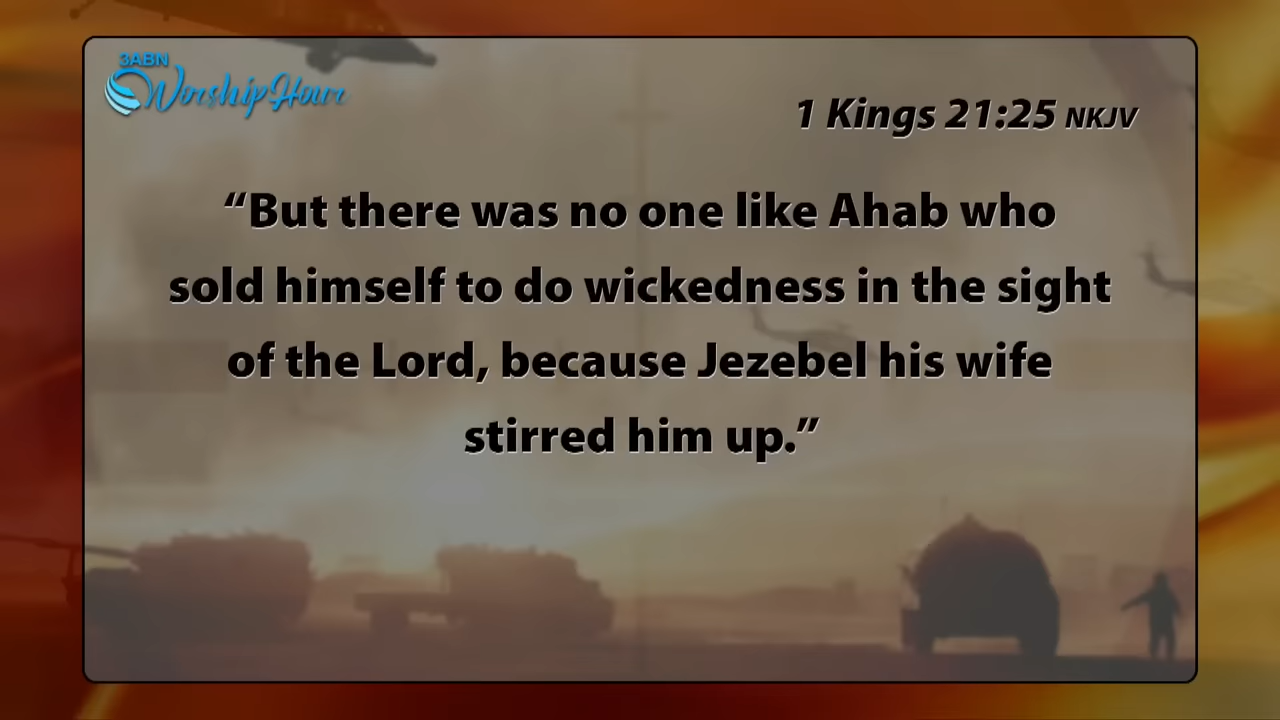 3ABN
Worship Hour
1 Kings 21:25 NKJV
“But there was no one like Ahab who
sold himself to do wickedness in the sight
of the Lord, because Jezebel his wife
stirred him up.”